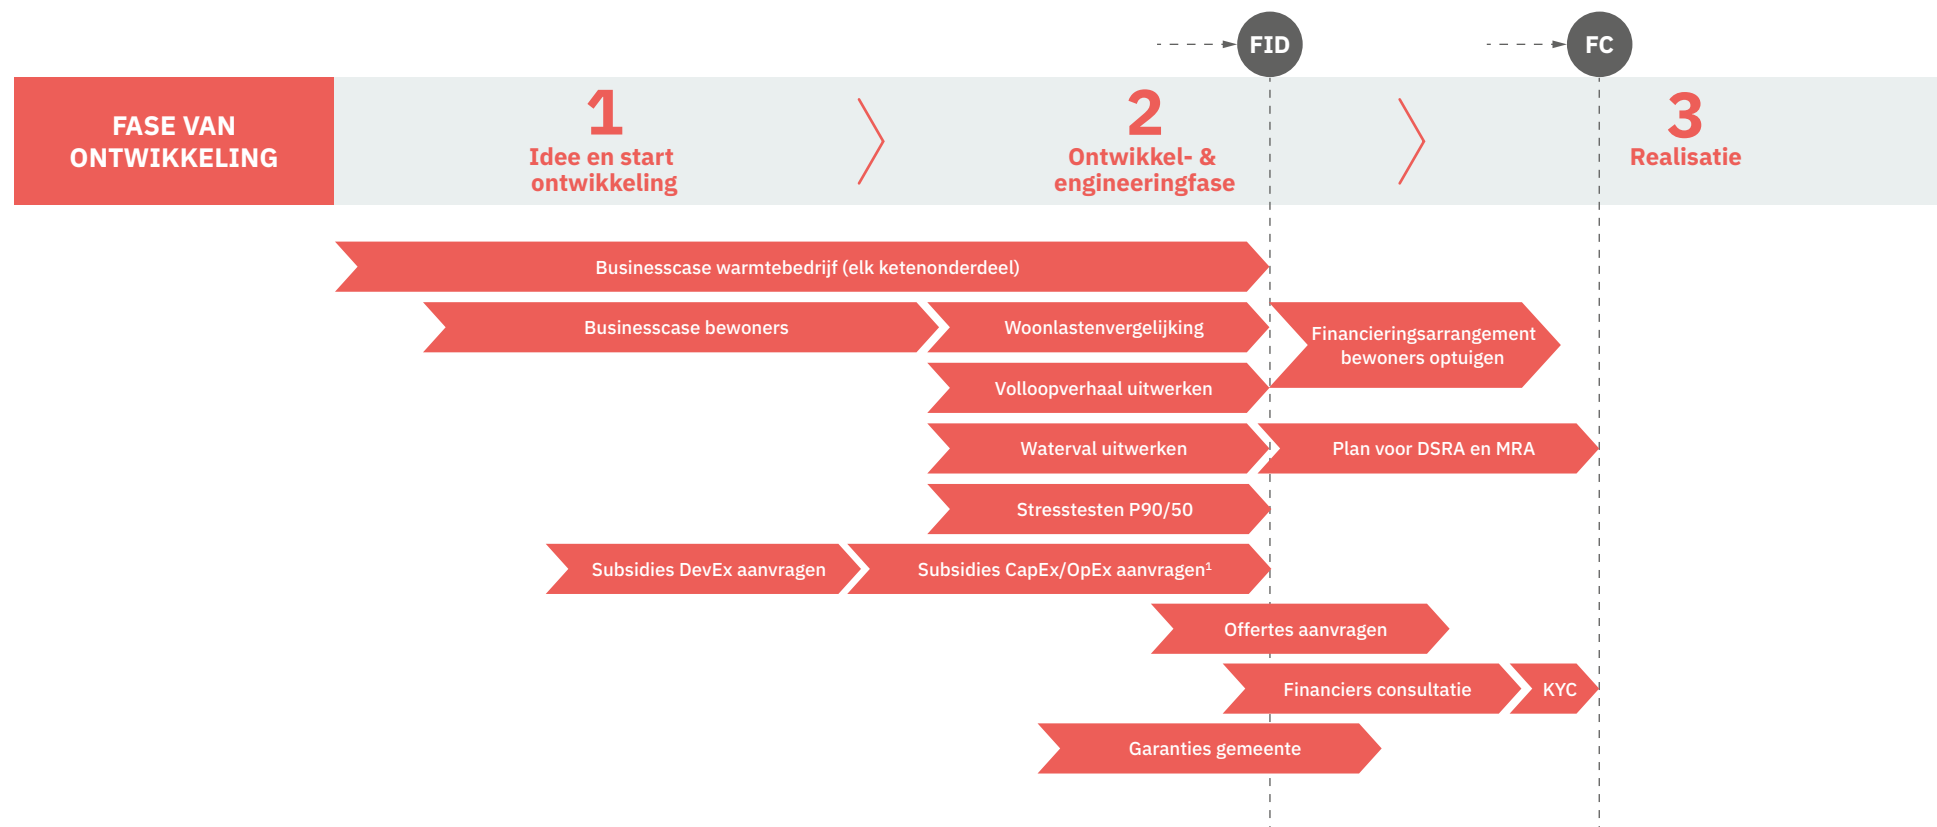 FID
FC
FASE VAN
ONTWIKKELING
1
Idee en start
ontwikkeling
2
Ontwikkel- &
engineeringfase
3
Realisatie
Businesscase warmtebedrijf (elk ketenonderdeel)
Businesscase bewoners
Woonlastenvergelijking
Financieringsarrangement
bewoners optuigen
Volloopverhaal uitwerken
Waterval uitwerken
Plan voor DSRA en MRA
Stresstesten P90/50
Subsidies DevEx aanvragen
Subsidies CapEx/OpEx aanvragen¹
Offertes aanvragen
Financiers consultatie
KYC
Garanties gemeente